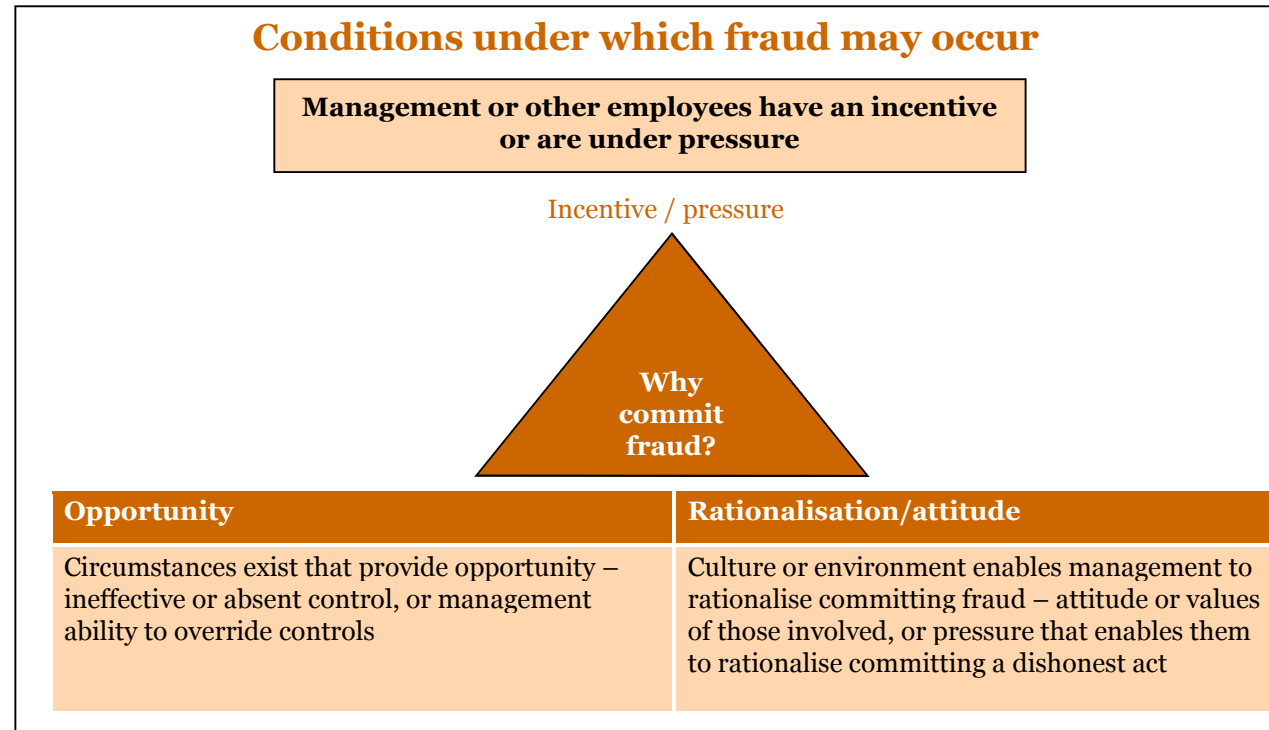 Conditions under which fraud may occur
Management or other employees have an incentive
or are under pressure
Incentive / pressure
Why
commit
fraud?
Opportunity
Circumstances exist that provide opportunity –
ineffective or absent control, or management
ability to override controls
Rationalisation/attitude
Culture or environment enables management to
rationalise committing fraud – attitude or values
of those involved, or pressure that enables them
to rationalise committing a dishonest act